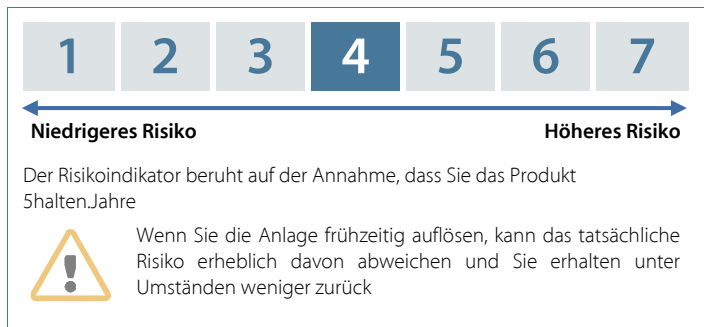 1 2 3 4 5 6 7
Niedrigeres Risiko Höheres Risiko
Der Risikoindikator beruht auf der Annahme, dass Sie das Produkt
5halten.Jahre
Wenn Sie die Anlage frühzeitig auflösen, kann das tatsächliche
Risiko erheblich davon abweichen und Sie erhalten unter
Umständen weniger zurück